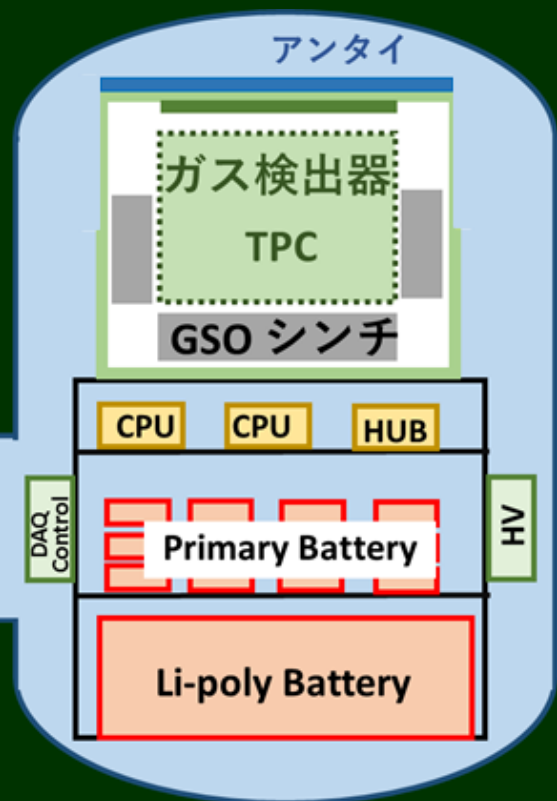 アンタイ
ガス検出器
TPC
GSO シンチ
CPU
CPU
HUB
DAQ
Control
HV
Primary Battery
Li-poly Battery